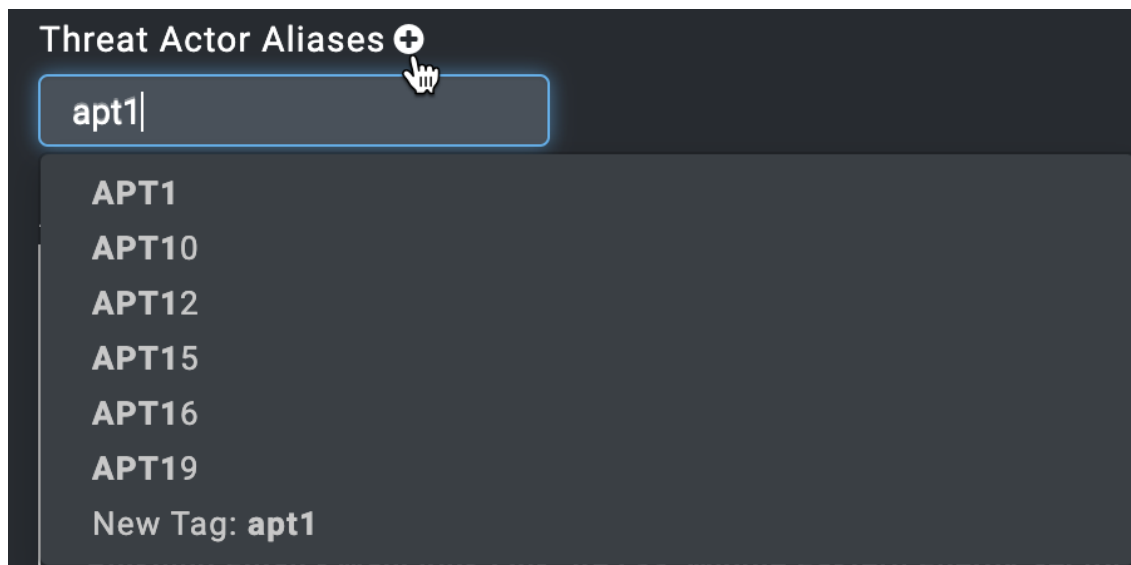 Threat Actor Aliases
apt1
APT1
APT10
APT12
APT15
APT16
APT19
New Tag: apt1